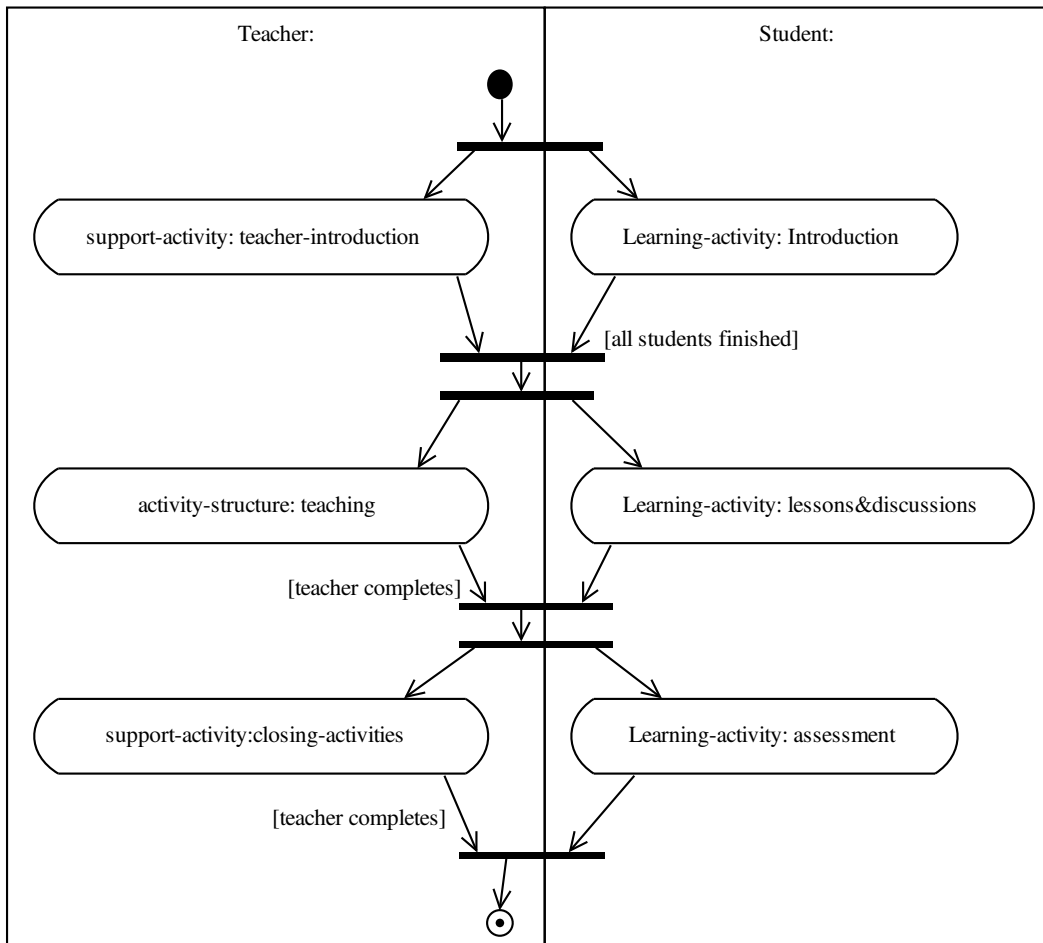 Teacher:
Student:
support-activity: teacher-introduction
Learning-activity: Introduction
[all students finished]
activity-structure: teaching
Learning-activity: lessons&discussions
[teacher completes]
support-activity:closing-activities
Learning-activity: assessment
[teacher completes]